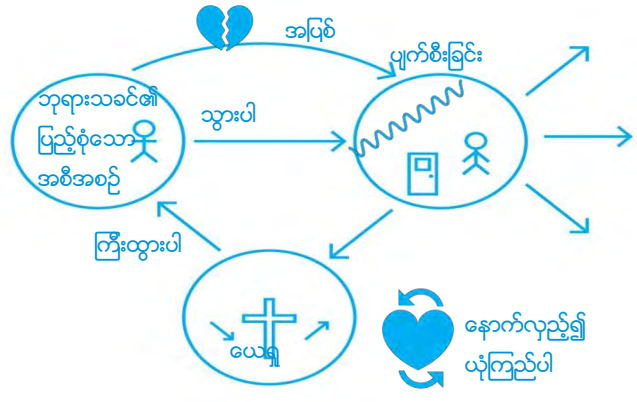 အပြစ်
ပျက်စီးခြင်း
ဘုရားသခင်၏
ပြည့်စုံသော
အစီအစဉ်
သွားပါ
ကြီးထွားပါ
ယေရှု
နောက်လှည့်၍
ယုံကြည်ပါ